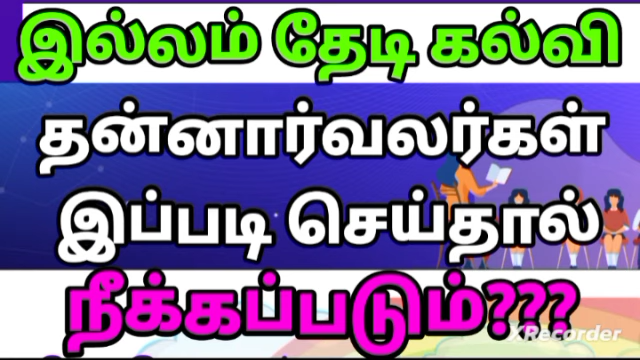 இல்லம் தேடி கல்வி
தன்னார்வலர்கள்
இப்படி செய்தால்
நீக்கப்படும்???
XRecorder